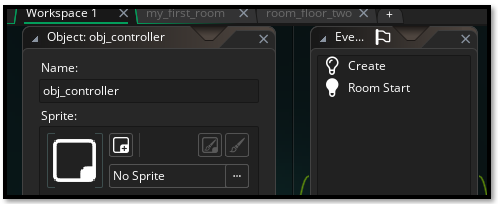 Workspace 1 my_first_room room_floor_two +
Object: obj_controller
Name:
obj_controller
Sprite:
No Sprite ...
Eve...
Create
Room Start